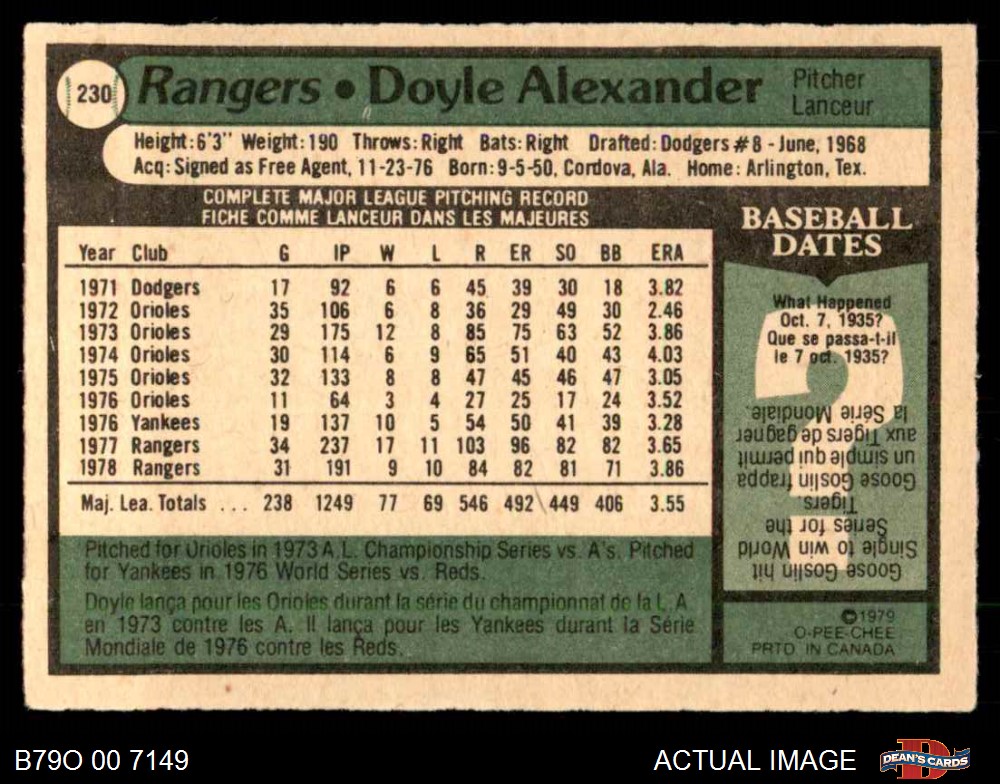 230
Rangers • Doyle Alexander
Pitcher
Lanceur
Height:6'3" Weight:190 Throws:Right Bats:Right Drafted:Dodgers #8 - June, 1968
Acq: Signed as Free Agent, 11-23-76 Born:9-5-50, Cordova, Ala. Home: Arlington, Tex.
COMPLETE MAJOR LEAGUE PITCHING RECORD
FICHE COMME LANCEUR DANS LES MAJEURES
Year Club G IP W L R ER SO BB ERA
1971 Dodgers 17 92 6 6 45 39 30 18 3.82
1972 Orioles 35 106 6 8 36 29 49 30 2.46
1973 Orioles 29 175 12 8 85 75 63 52 3.86
1974 Orioles 30 114 6 9 65 51 40 43 4.03
1975 Orioles 32 133 8 8 47 45 46 47 3.05
1976 Orioles 11 64 3 4 27 25 17 24 3.52
1976 Yankees 19 137 10 5 54 50 41 39 3.28
1977 Rangers 34 237 17 11 103 96 82 82 3.65
1978 Rangers 31 191 9 10 84 82 81 71 3.86
Maj. Lea. Totals ... 238 1249 77 69 546 492 449 406 3.55
Pitched for Orioles in 1973 A.L. Championship Series vs. A's. Pitched
for Yankees in 1976 World Series vs. Reds.
Doyle lança pour les Orioles durant la série du championnat de la L.A
en 1973 contre les A. Il lança pour les Yankees durant la Série
Mondiale de 1976 contre les Reds.
BASEBALL
DATES
What Happened
Oct. 7, 1935?
Que se passa-t-il
le 7 oct. 1935?
Goose Goslin hit
Single to win World
Series for the
Tigers.
Goose Goslin frappa
un simple qui permit
aux Tigers de gagner
la Série Mondiale.
©1979
O-PEE-CHEE
PRTD IN CANADA
B79O 00 7149
ACTUAL IMAGE
D
DEAN'S CARDS